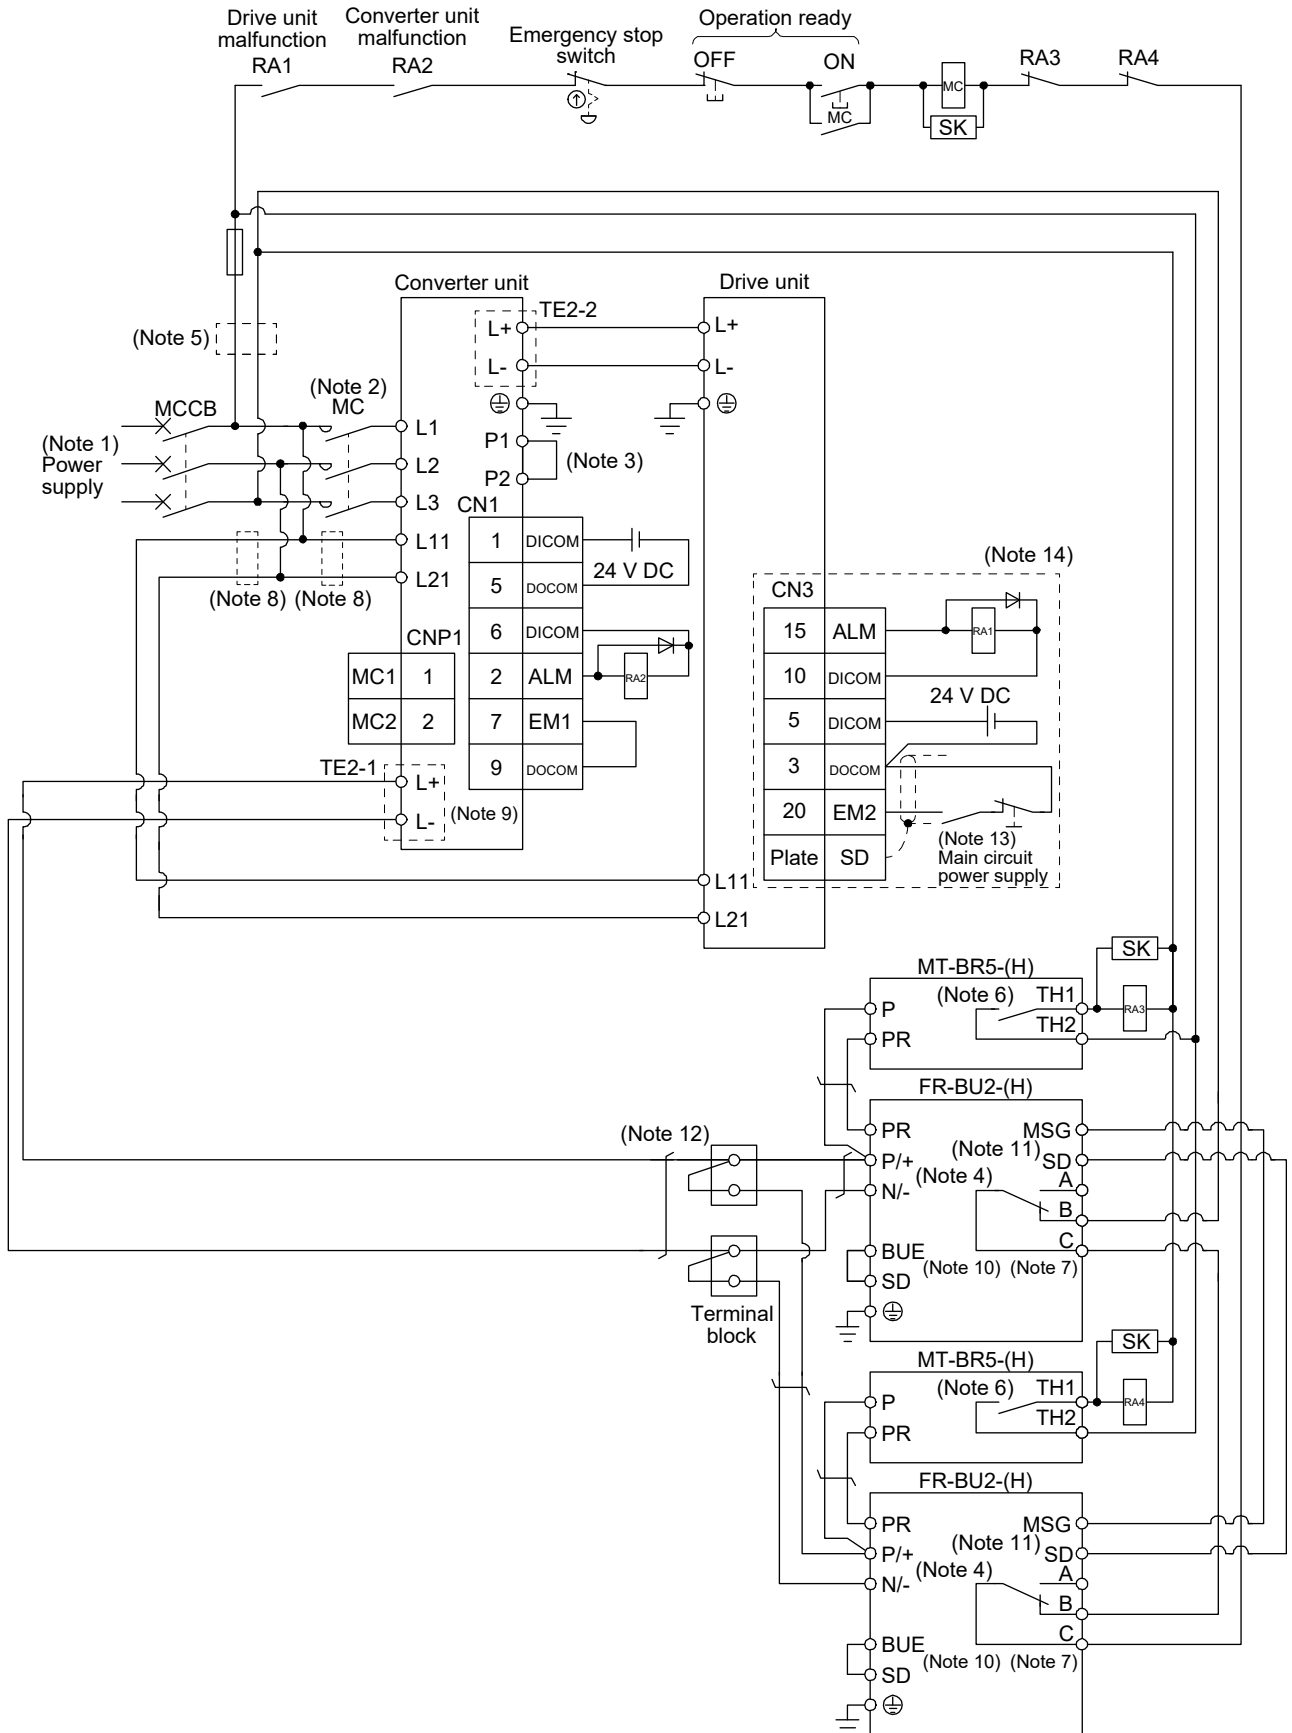 Drive unit
malfunction
RA1
Converter unit
malfunction
RA2
Emergency stop
switch
Operation ready
OFF
ON
MC
MC
SK
RA3
RA4
Converter unit
Drive unit
(Note 5)
TE2-2
L+
L-
L+
L-
(Note 2)
MC
MCCB
(Note 1)
Power
supply
L1
L2
L3
L11
L21
P1
P2
(Note 3)
(Note 8)
(Note 8)
CN1
1 DICOM
5 DOCOM
6 DICOM
2 ALM
7 EM1
9 DOCOM
24 V DC
RA2
CNP1
MC1 1
MC2 2
TE2-1
L+
L-
(Note 9)
(Note 14)
CN3
15 ALM
10 DICOM
5 DICOM
3 DOCOM
20 EM2
Plate SD
RA1
24 V DC
(Note 13)
Main circuit
power supply
L11
L21
SK
MT-BR5-(H)
P
PR
(Note 6)
TH1
TH2
RA3
FR-BU2-(H)
PR
P/+
N/-
BUE
SD
MSG
(Note 11)
SD
(Note 4)
A
B
C
(Note 10)
(Note 7)
(Note 12)
Terminal
block
SK
MT-BR5-(H)
P
PR
(Note 6)
TH1
TH2
RA4
FR-BU2-(H)
PR
P/+
N/-
BUE
SD
MSG
(Note 11)
SD
(Note 4)
A
B
C
(Note 10)
(Note 7)